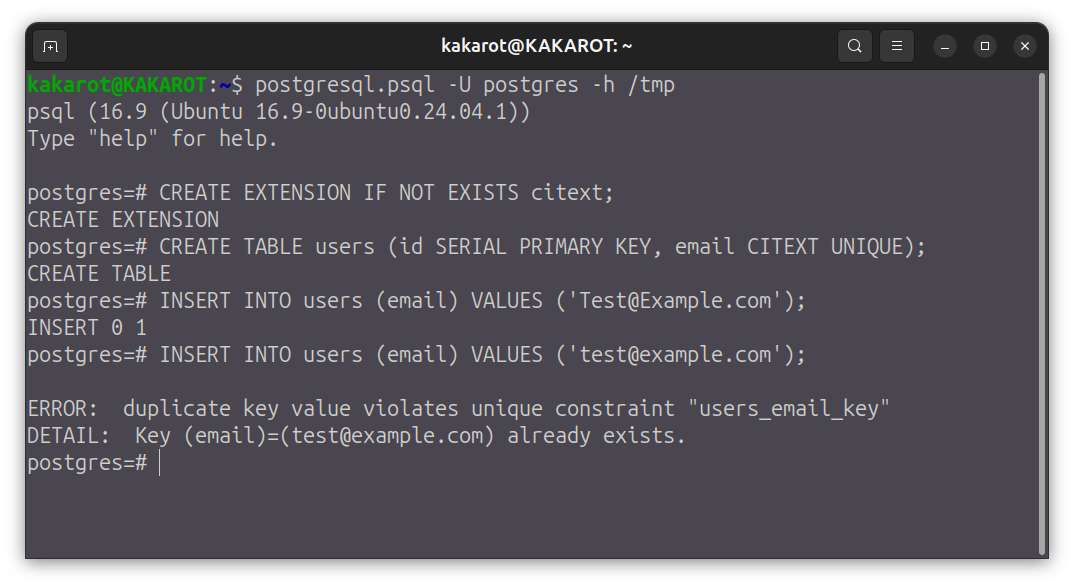 kakarot@KAKAROT: ~
kakarot@KAKAROT:~$ postgresql.psql -U postgres -h /tmp
psql (16.9 (Ubuntu 16.9-0ubuntu0.24.04.1))
Type "help" for help.
postgres=# CREATE EXTENSION IF NOT EXISTS citext;
CREATE EXTENSION
postgres=# CREATE TABLE users (id SERIAL PRIMARY KEY, email CITEXT UNIQUE);
CREATE TABLE
postgres=# INSERT INTO users (email) VALUES ('Test@Example.com');
INSERT 0 1
postgres=# INSERT INTO users (email) VALUES ('test@example.com');
ERROR:  duplicate key value violates unique constraint "users_email_key"
DETAIL:  Key (email)=(test@example.com) already exists.
postgres=#